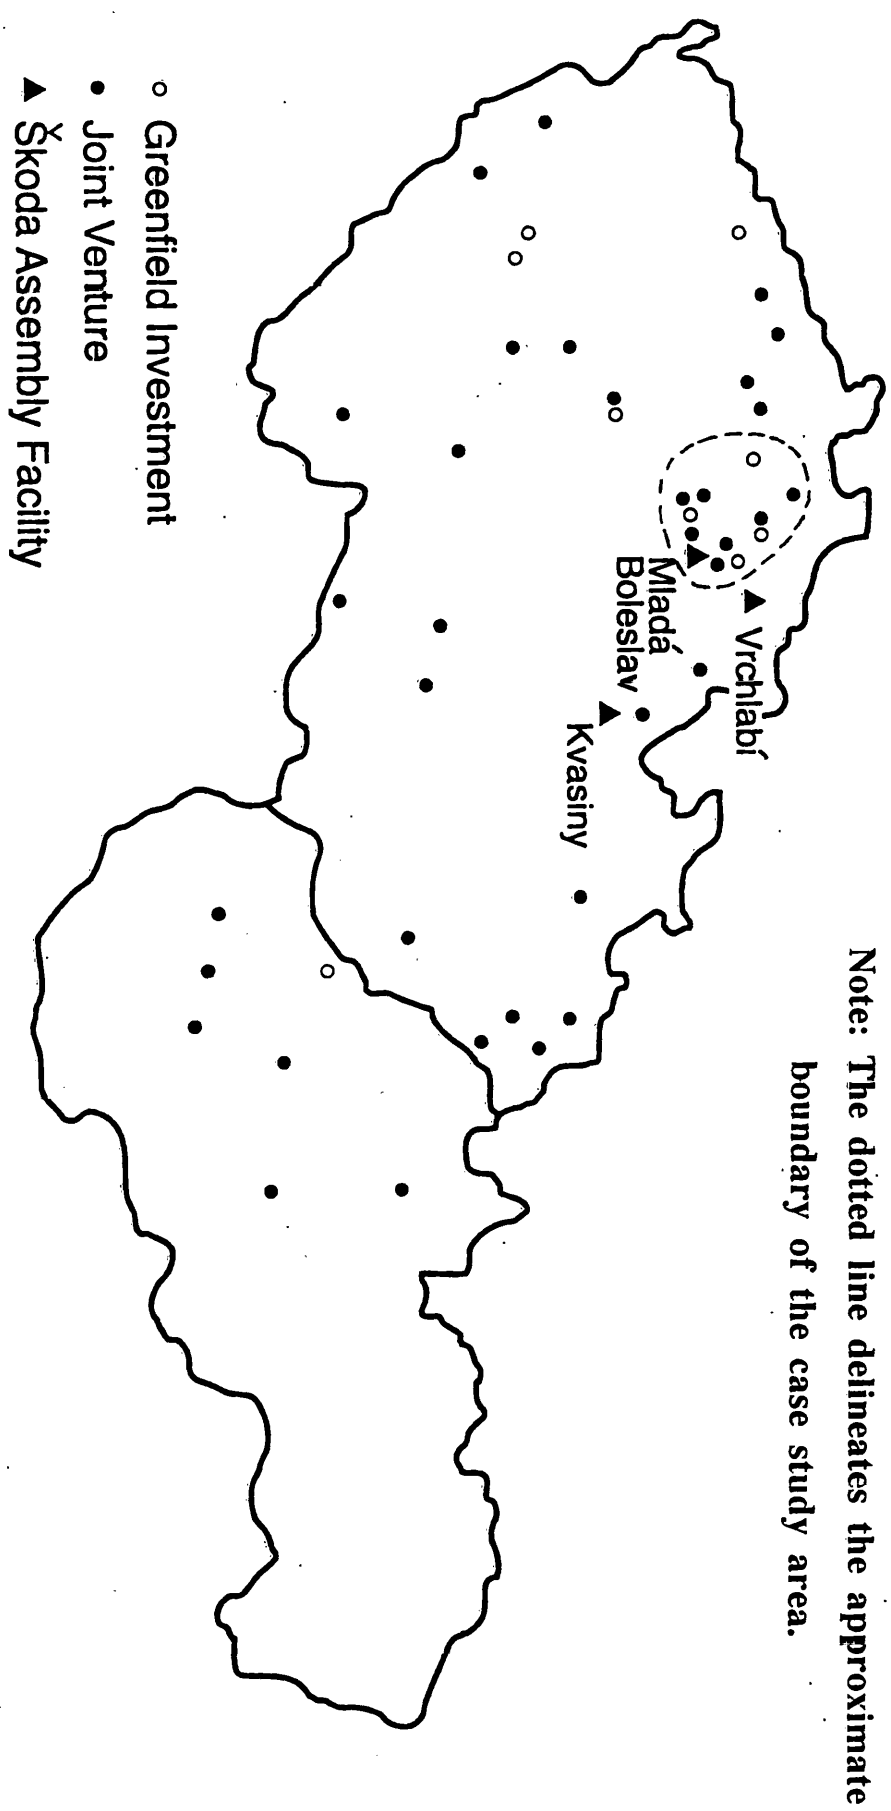 Note: The dotted line delineates the approximate
boundary of the case study area.
Vrchlabí
Mladá
Boleslav
Kvasiny
Greenfield Investment
Joint Venture
Škoda Assembly Facility